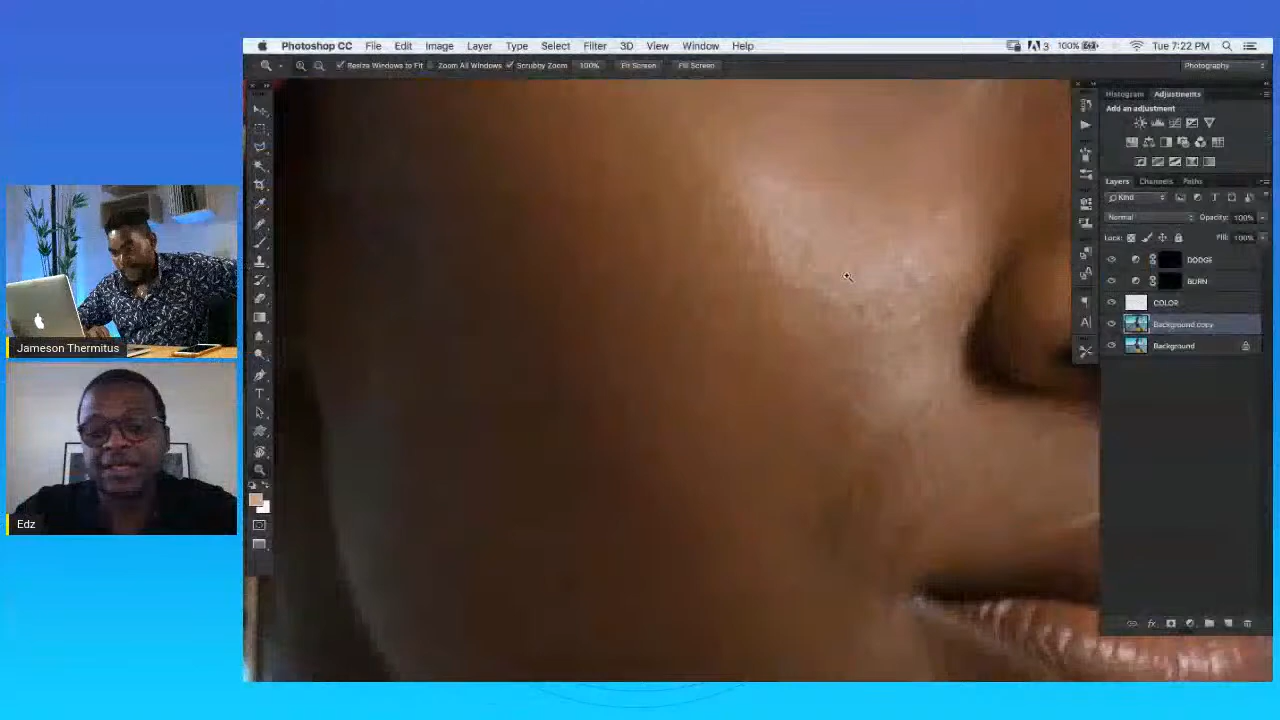 Photoshop CC File Edit Image Layer Type Select Filter 3D View Window Help 3 100% Tue 7:22 PM
Resize Windows to Fit Zoom All Windows Scrubby Zoom 100% Fit Screen Fill Screen Photography
Histogram Adjustments
Add an adjustment
Layers Channels Paths
Kind
Normal Opacity: 100%
Lock: Fill: 100%
DODGE
BURN
COLOR
Background copy
Background
Jameson Thermitus
Edz